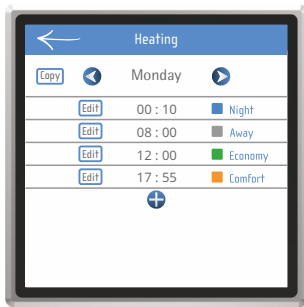 Heating
Copy Monday
Edit 00 : 10 Night
Edit 08 : 00 Away
Edit 12 : 00 Economy
Edit 17 : 55 Comfort